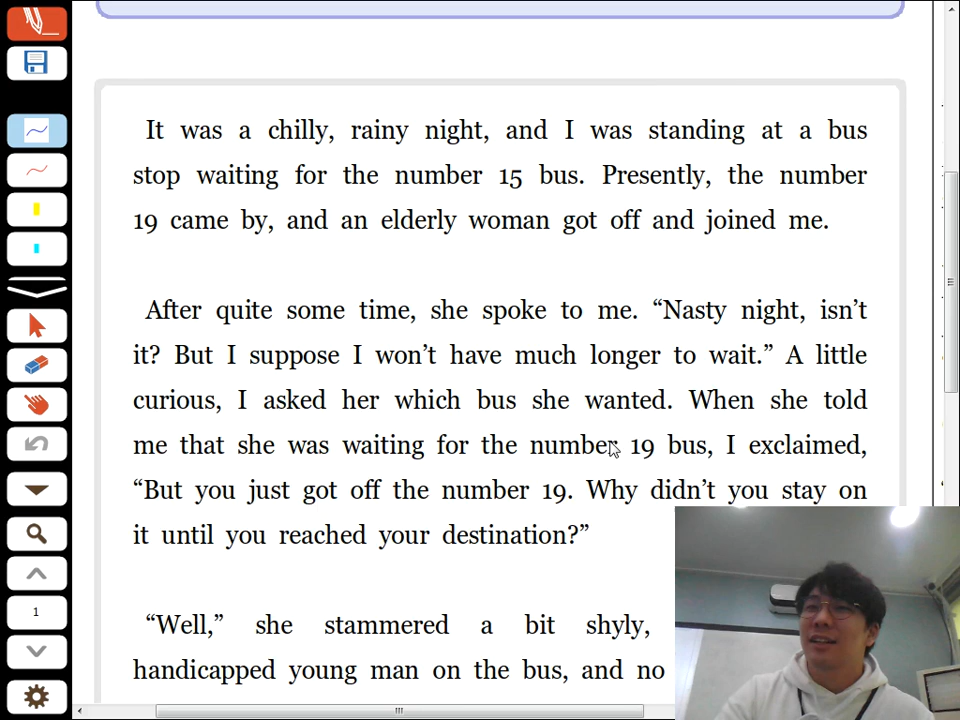 It was a chilly, rainy night, and I was standing at a bus
stop waiting for the number 15 bus. Presently, the number
19 came by, and an elderly woman got off and joined me.
After quite some time, she spoke to me. “Nasty night, isn’t
it? But I suppose I won’t have much longer to wait.” A little
curious, I asked her which bus she wanted. When she told
me that she was waiting for the number 19 bus, I exclaimed,
“But you just got off the number 19. Why didn’t you stay on
it until you reached your destination?”
“Well,” she stammered a bit shyly,
handicapped young man on the bus, and no
1